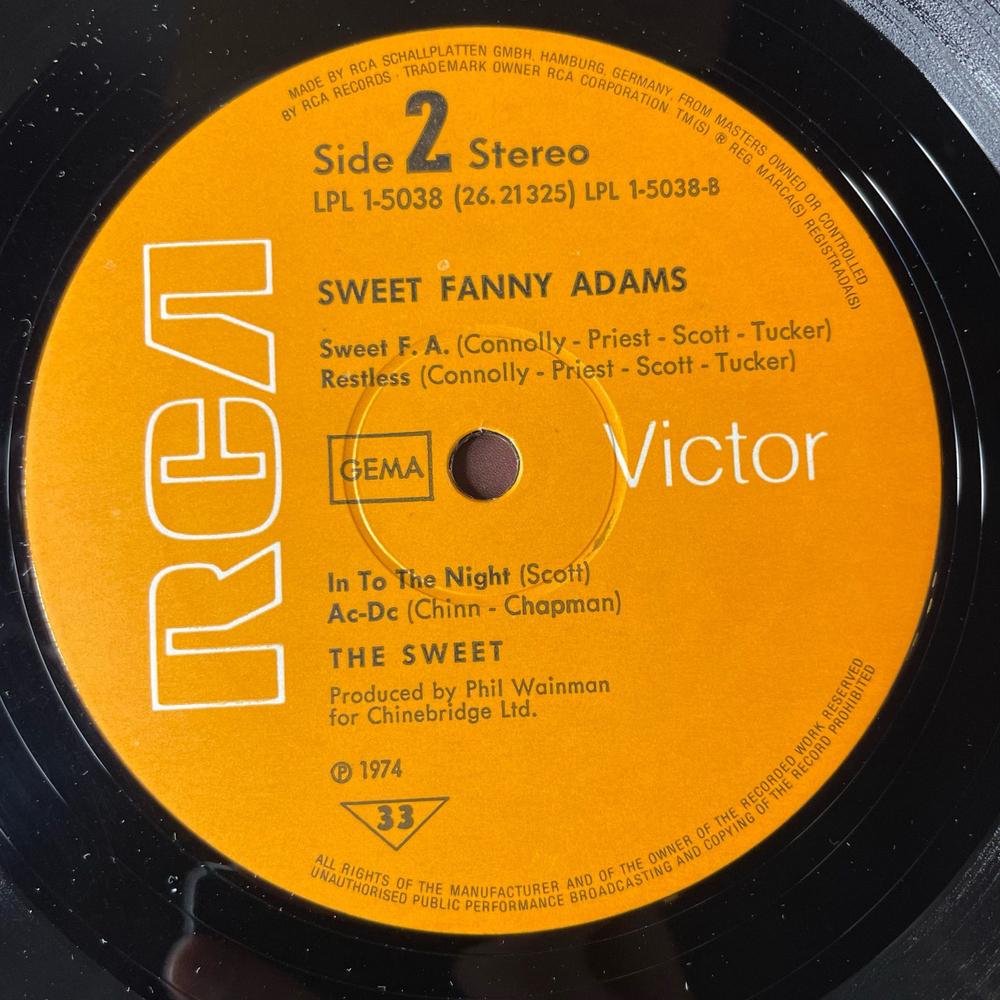 MADE BY RCA SCHALLPLATTEN GMBH, HAMBURG, GERMANY, FROM MASTERS OWNED OR CONTROLLED
BY RCA RECORDS · TRADEMARK OWNER RCA CORPORATION. TM(S) ® REG. MARCA(S) REGISTRADA(S)
Side 2 Stereo
LPL 1-5038 (26.21325) LPL 1-5038-B
SWEET FANNY ADAMS
Sweet F. A. (Connolly - Priest - Scott - Tucker)
Restless (Connolly - Priest - Scott - Tucker)
RCA
GEMA
Victor
In To The Night (Scott)
Ac-Dc (Chinn - Chapman)
THE SWEET
Produced by Phil Wainman
for Chinebridge Ltd.
℗ 1974
33
ALL RIGHTS OF THE MANUFACTURER AND OF THE OWNER OF THE RECORDED WORK RESERVED
UNAUTHORISED PUBLIC PERFORMANCE BROADCASTING AND COPYING OF THE RECORD PROHIBITED